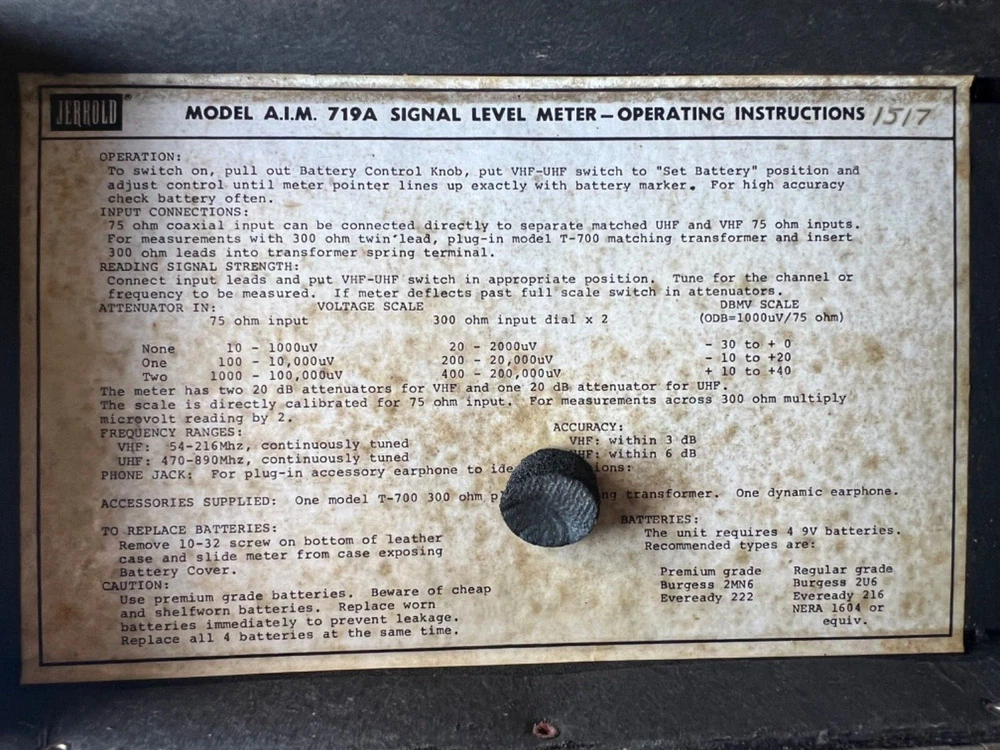 JERROLD®
MODEL A.I.M. 719A SIGNAL LEVEL METER — OPERATING INSTRUCTIONS 1517
OPERATION:
To switch on, pull out Battery Control Knob, put VHF-UHF switch to "Set Battery" position and
adjust control until meter pointer lines up exactly with battery marker. For high accuracy
check battery often.
INPUT CONNECTIONS:
75 ohm coaxial input can be connected directly to separate matched UHF and VHF 75 ohm inputs.
For measurements with 300 ohm twin lead, plug-in model T-700 matching transformer and insert
300 ohm leads into transformer spring terminal.
READING SIGNAL STRENGTH:
Connect input leads and put VHF-UHF switch in appropriate position. Tune for the channel or
frequency to be measured. If meter deflects past full scale switch in attenuators.
ATTENUATOR IN: VOLTAGE SCALE DBMV SCALE
75 ohm input 300 ohm input dial x 2 (ODB=1000uV/75 ohm)
None 10 - 1000uV 20 - 2000uV - 30 to + 0
One 100 - 10,000uV 200 - 20,000uV - 10 to +20
Two 1000 - 100,000uV 400 - 200,000uV + 10 to +40
The meter has two 20 dB attenuators for VHF and one 20 dB attenuator for UHF.
The scale is directly calibrated for 75 ohm input. For measurements across 300 ohm multiply
microvolt reading by 2.
FREQUENCY RANGES: ACCURACY:
VHF: 54-216Mhz, continuously tuned VHF: within 3 dB
UHF: 470-890Mhz, continuously tuned UHF: within 6 dB
PHONE JACK: For plug-in accessory earphone to ions:
ACCESSORIES SUPPLIED: One model T-700 300 ohm transformer. One dynamic earphone.
TO REPLACE BATTERIES:
Remove 10-32 screw on bottom of leather
case and slide meter from case exposing
Battery Cover.
CAUTION:
Use premium grade batteries. Beware of cheap
and shelfworn batteries. Replace worn
batteries immediately to prevent leakage.
Replace all 4 batteries at the same time.
BATTERIES:
The unit requires 4 9V batteries.
Recommended types are:
Premium grade Regular grade
Burgess 2MN6 Burgess 2U6
Eveready 222 Eveready 216
NERA 1604 or
equiv.